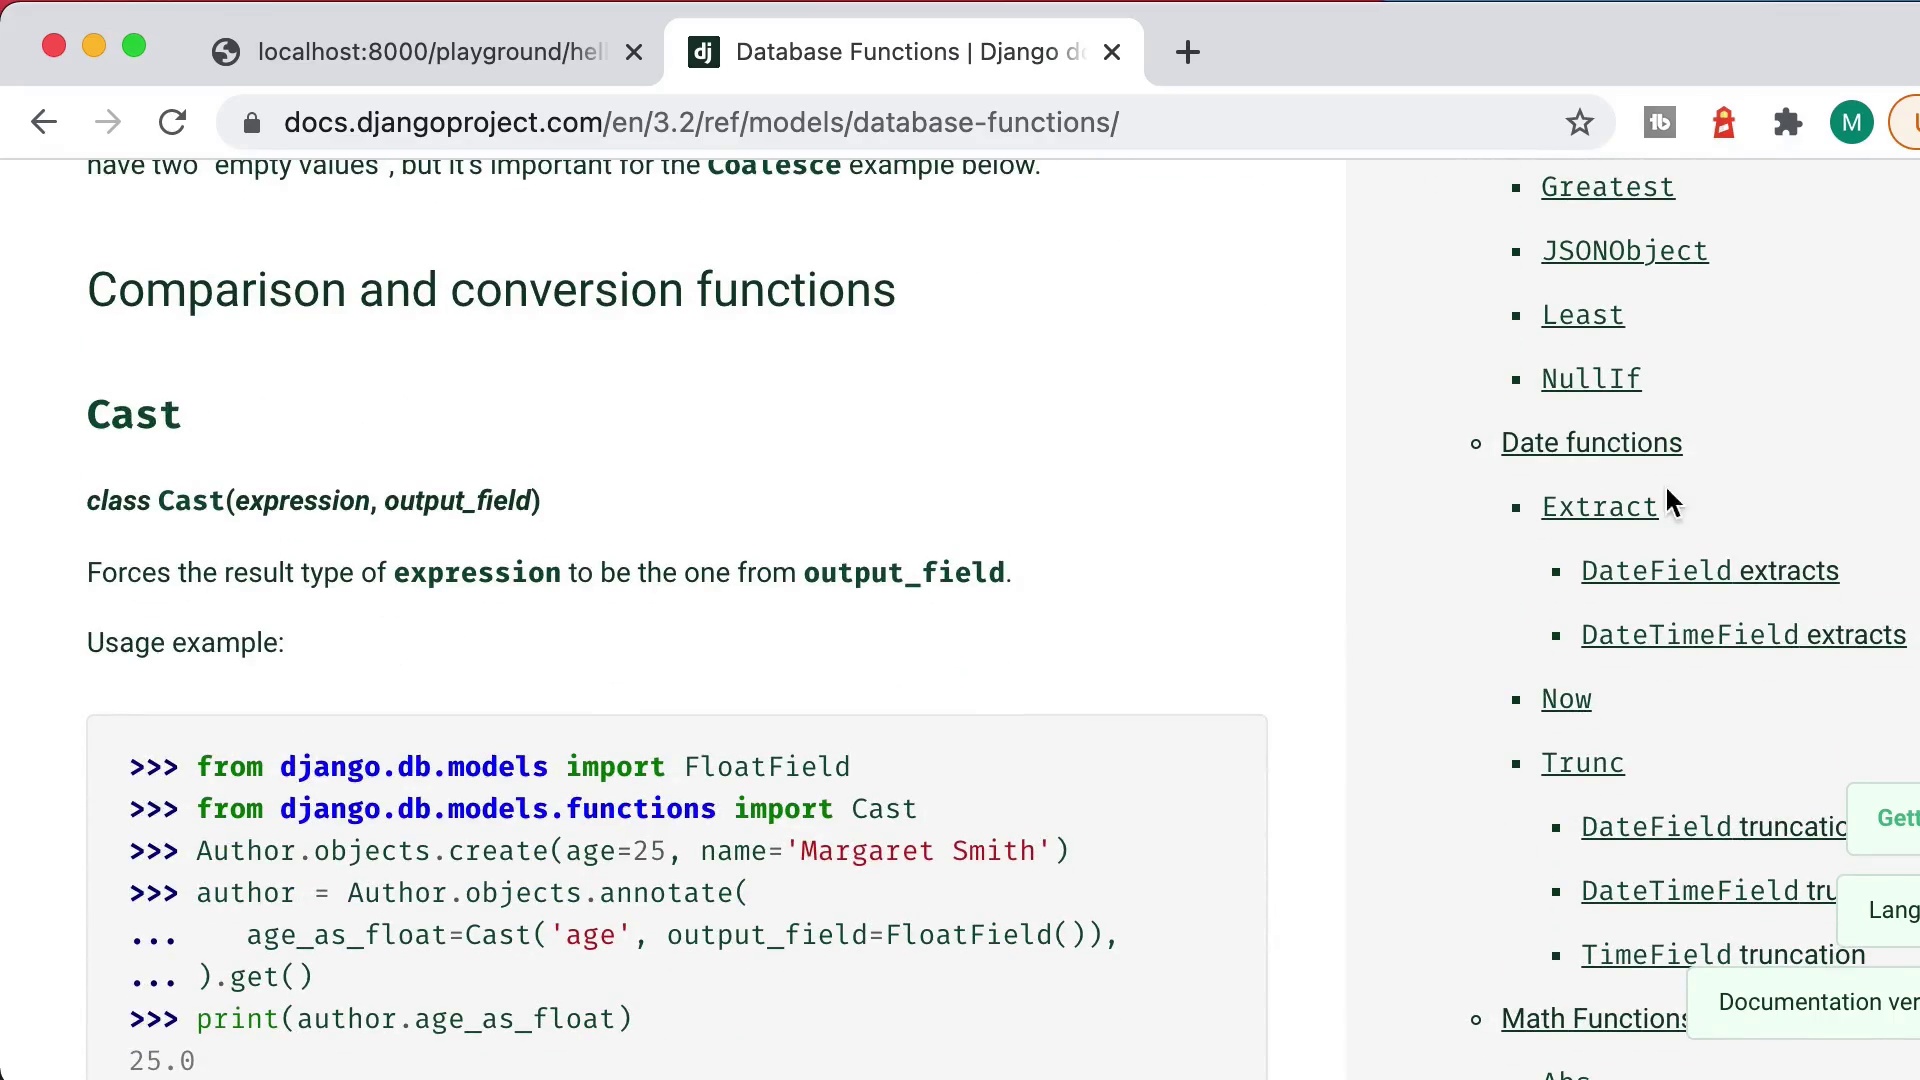 localhost:8000/playground/hell
Database Functions | Django do
docs.djangoproject.com/en/3.2/ref/models/database-functions/
M
have two "empty values", but it's important for the Coalesce example below.
Comparison and conversion functions
Cast
class Cast(expression, output_field)
Forces the result type of expression to be the one from output_field.
Usage example:
>>> from django.db.models import FloatField
>>> from django.db.models.functions import Cast
>>> Author.objects.create(age=25, name='Margaret Smith')
>>> author = Author.objects.annotate(
...    age_as_float=Cast('age', output_field=FloatField()),
... ).get()
>>> print(author.age_as_float)
25.0
Greatest
JSONObject
Least
NullIf
Date functions
Extract
DateField extracts
DateTimeField extracts
Now
Trunc
DateField truncatio
DateTimeField tru
TimeField truncation
Math Functions
Abs
Gett
Lang
Documentation ver